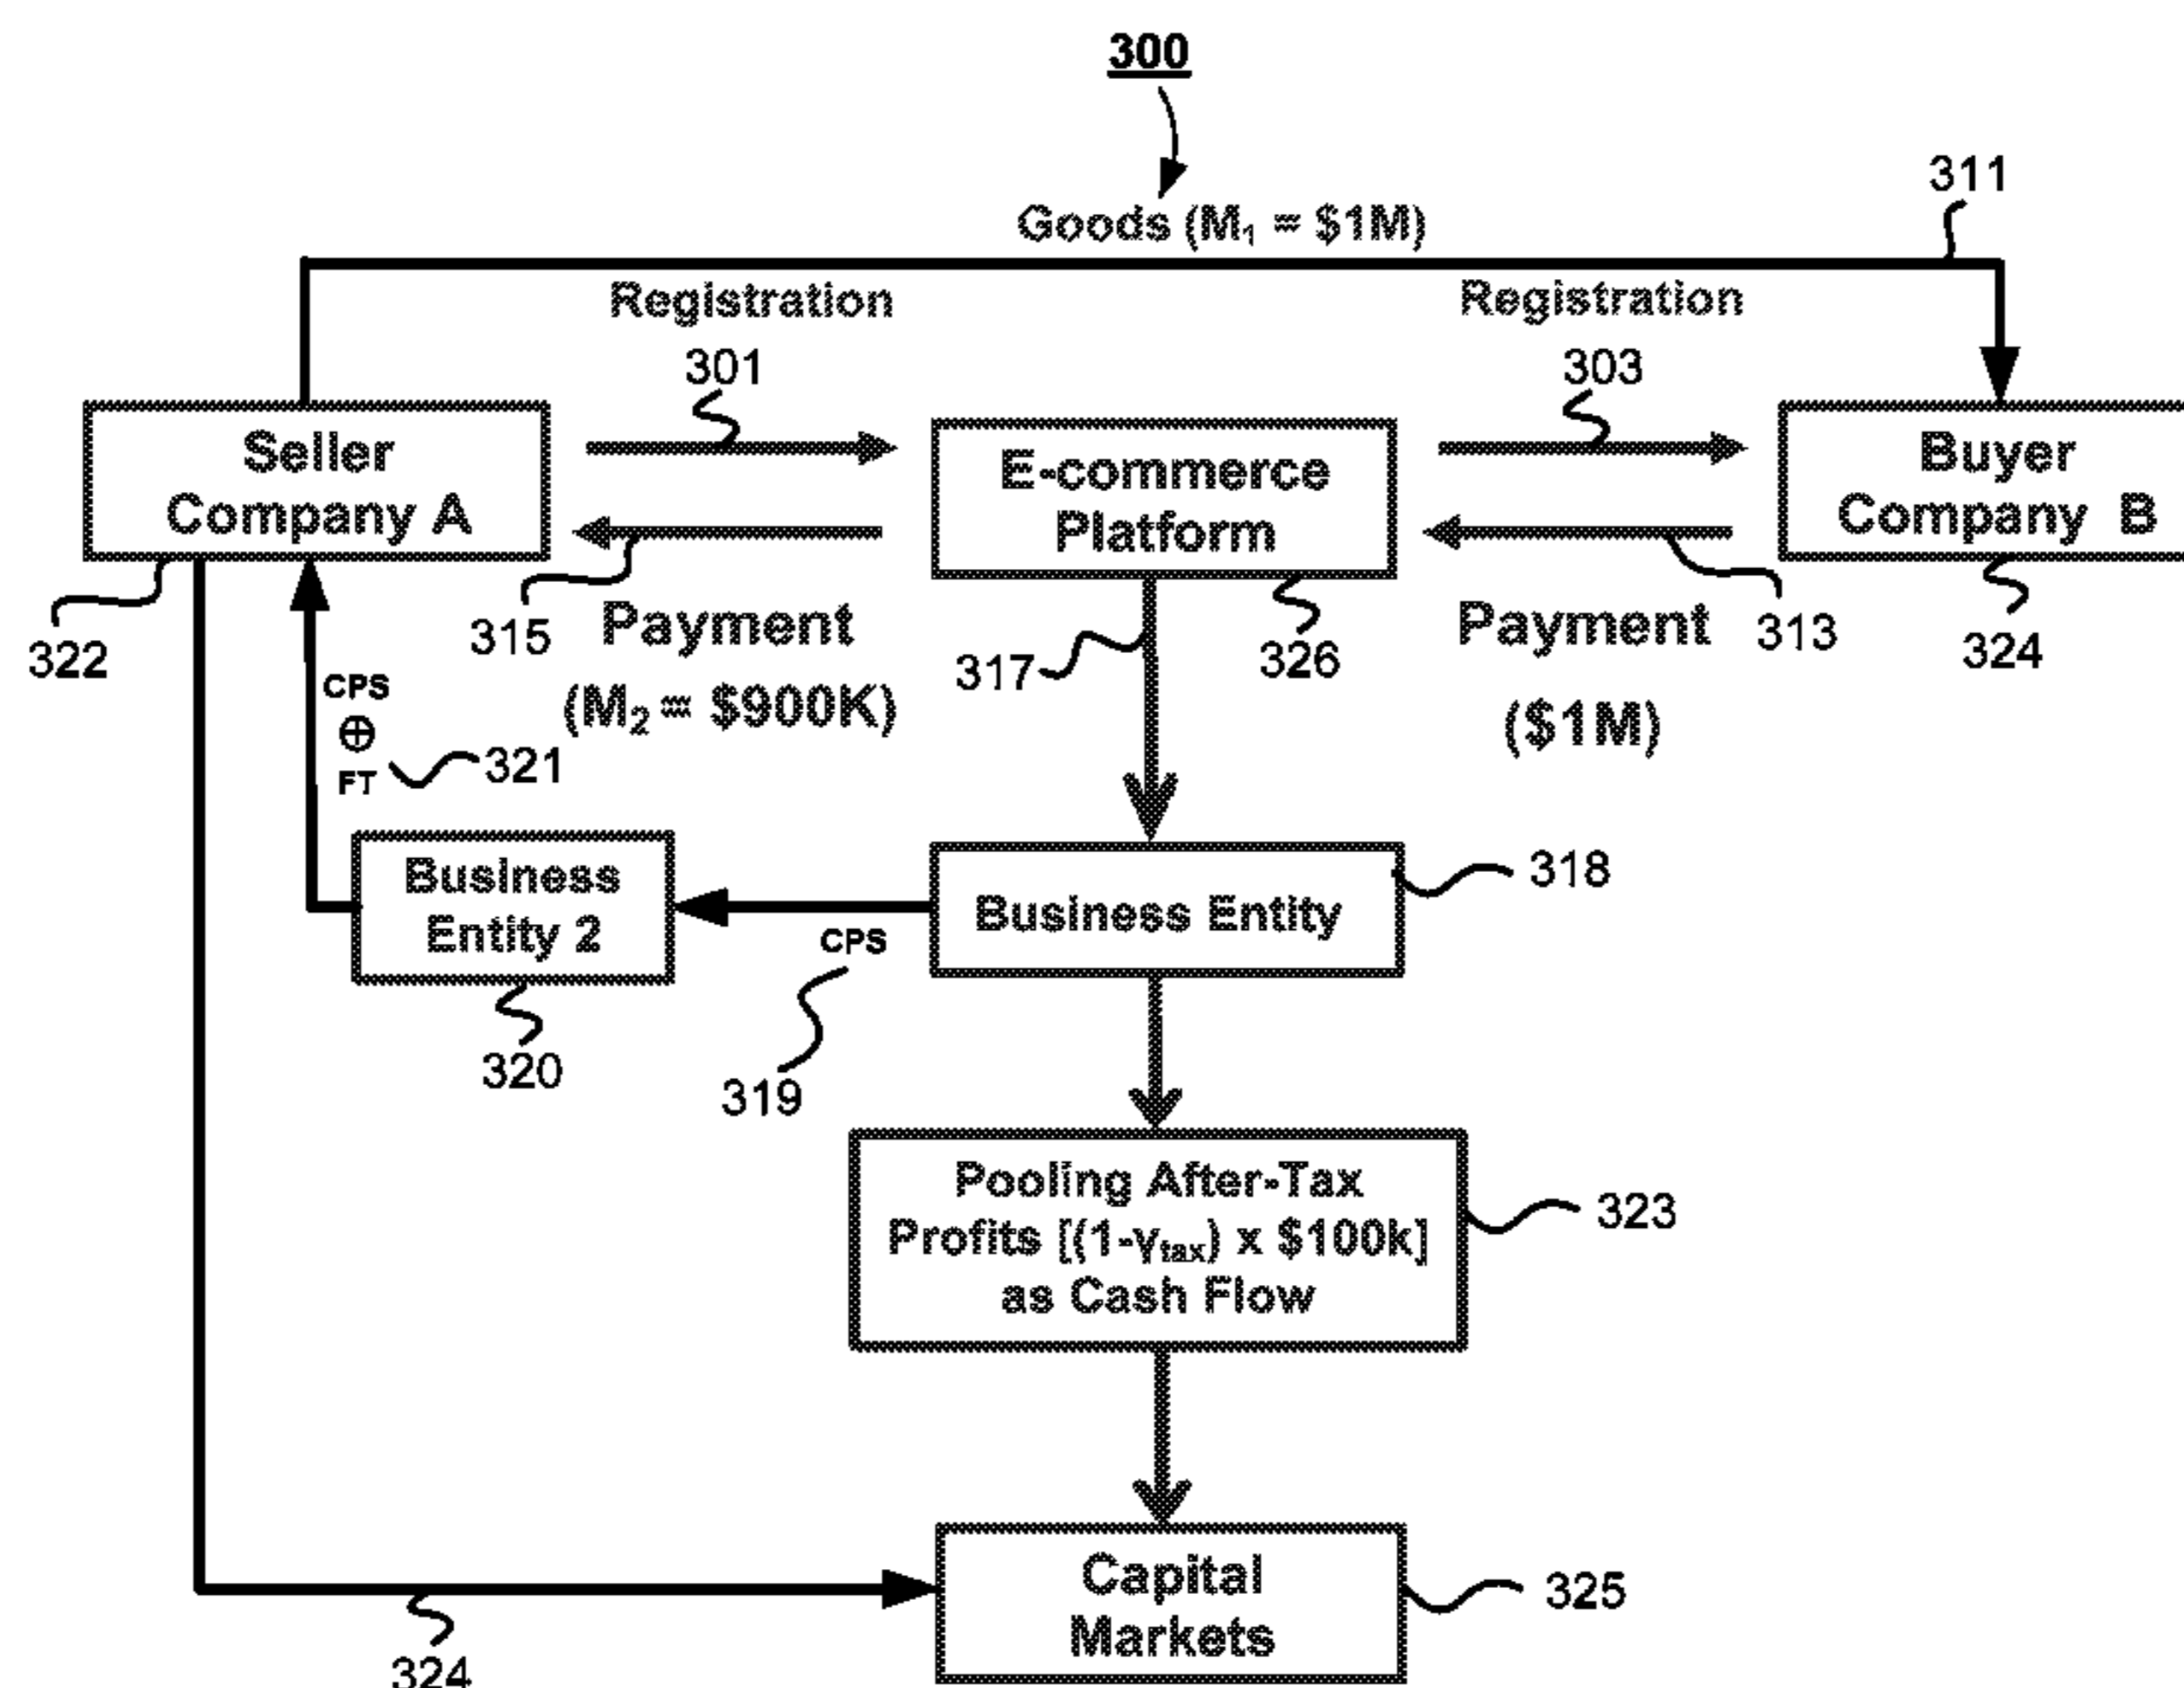 300
311
Goods (M₁ = $1M)
Registration
Registration
301
303
Seller
Company A
E-commerce
Platform
Buyer
Company B
315
Payment
(M₂ = $900K)
317
326
Payment
($1M)
313
324
322
CPS
⊕
FT
321
Business
Entity 2
Business Entity
318
CPS
320
319
Pooling After-Tax
Profits [(1-γtax) x $100k]
as Cash Flow
323
Capital
Markets
325
324